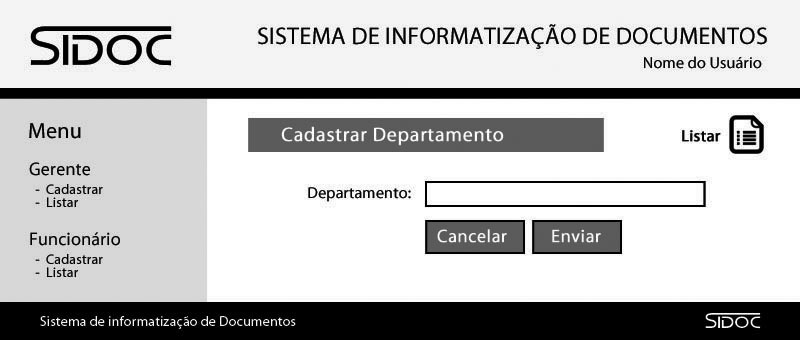 SIDOC
SISTEMA DE INFORMATIZAÇÃO DE DOCUMENTOS
Nome do Usuário
Menu
Gerente
- Cadastrar
- Listar
Funcionário
- Cadastrar
- Listar
Cadastrar Departamento
Listar
Departamento:
Cancelar Enviar
Sistema de informatização de Documentos
SIDOC